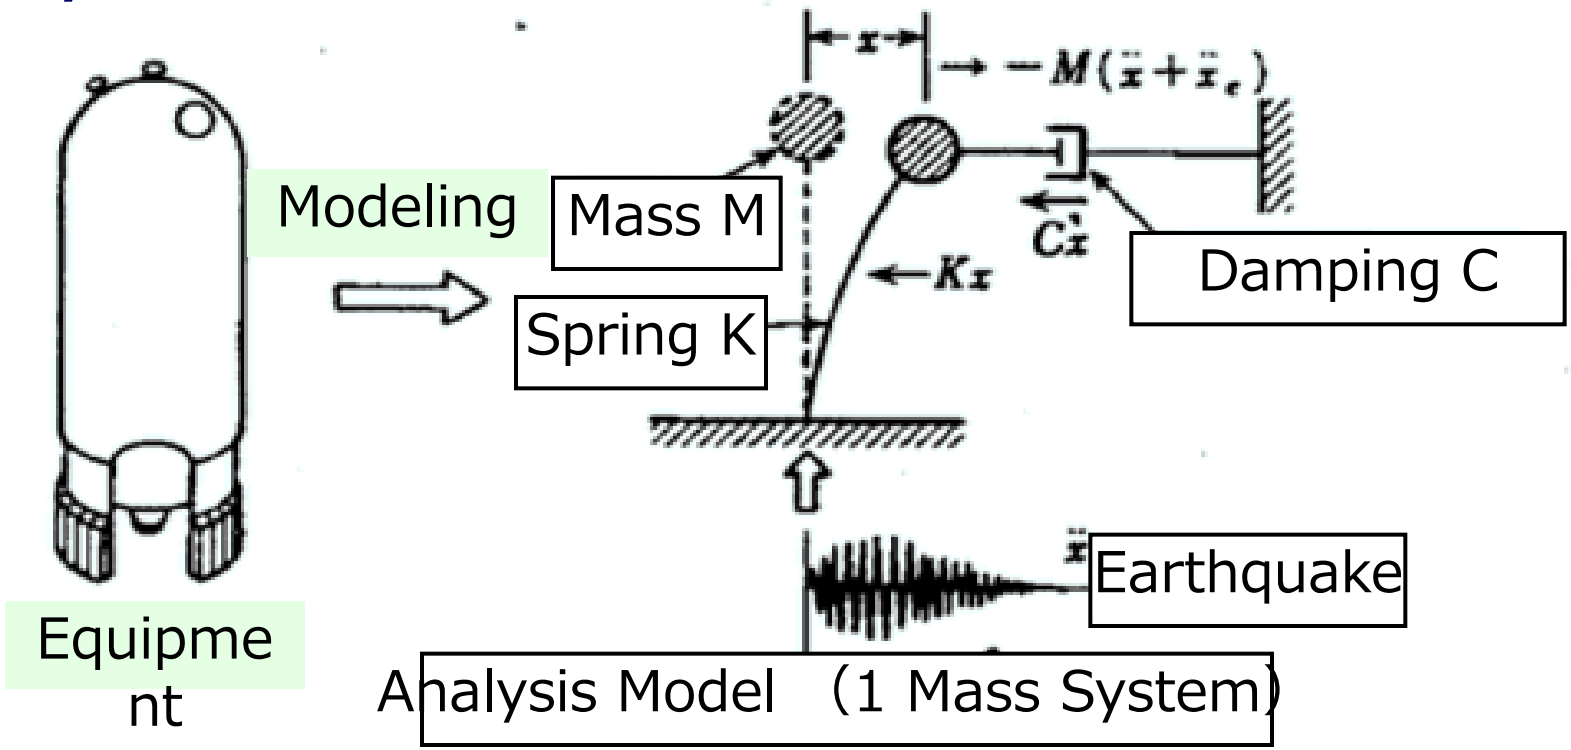 x
→ −M(ẍ + ẍₑ)
Modeling
Mass M
Cẋ
Damping C
Kx
Spring K
ẍ
Earthquake
Equipme
nt
Analysis Model （1 Mass System）